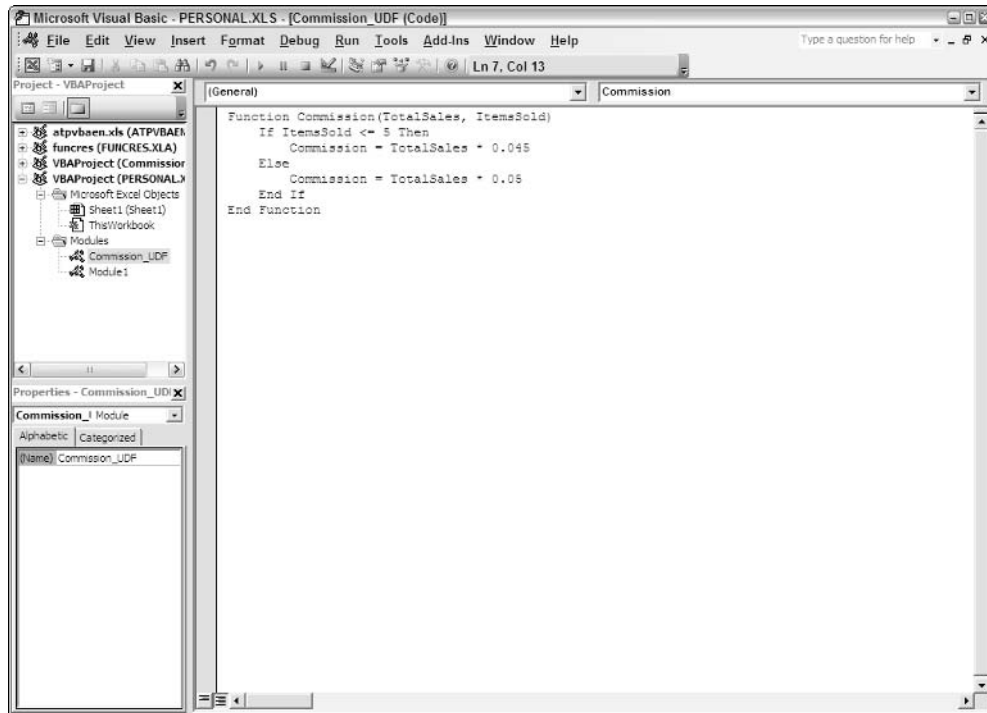 Microsoft Visual Basic - PERSONAL.XLS - [Commission_UDF (Code)]
File Edit View Insert Format Debug Run Tools Add-Ins Window Help
Type a question for help
Ln 7, Col 13
Project - VBAProject
(General)
Commission
atpvbaen.xls (ATPVBAEN
funcres (FUNCRES.XLA)
VBAProject (Commission
VBAProject (PERSONAL.X
Microsoft Excel Objects
Sheet1 (Sheet1)
ThisWorkbook
Modules
Commission_UDF
Module1
Function Commission(TotalSales, ItemsSold)
If ItemsSold <= 5 Then
Commission = TotalSales * 0.045
Else
Commission = TotalSales * 0.05
End If
End Function
Properties - Commission_UD
Commission_ Module
Alphabetic Categorized
(Name) Commission_UDF